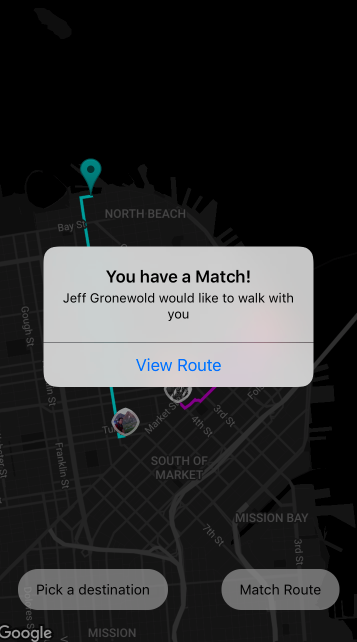 NORTH BEACH
Bay St
You have a Match!
Jeff Gronewold would like to walk with
you
View Route
Gough St
Market St
3rd St
4th St
Franklin St
SOUTH OF
MARKET
7th St
MISSION BAY
3rd St
Pick a destination
Match Route
MISSION
Google